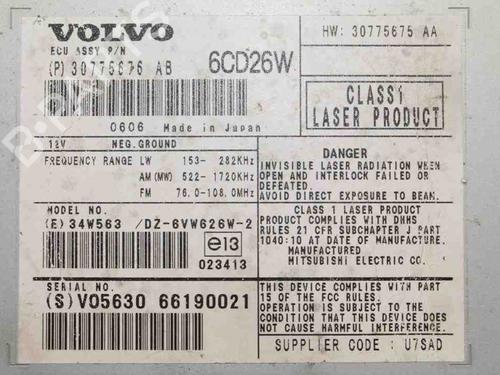 VOLVO
ECU ASSY P/N
(P) 30775676 AB
6CD26W
HW: 30775675 AA
CLASS1
LASER PRODUCT
0606 Made in Japan
12V NEG.GROUND
FREQUENCY RANGE LW 153- 282KHz
AM(MW) 522- 1720KHz
FM 76.0-108.0MHz
DANGER
INVISIBLE LASER RADIATION WHEN
OPEN AND INTERLOCK FAILED OR
DEFEATED.
AVOID DIRECT EXPOSURE TO BEAM.
MODEL NO.
(E) 34W563 /DZ-6VW626W-2
e13
023413
CLASS 1 LASER PRODUCT
PRODUCT COMPLIES WITH DHHS
RULES 21 CFR SUBCHAPTER J PART
1040:10 AT DATE OF MANUFACTURE.
MANUFACTURED
MITSUBISHI ELECTRIC CO.
SERIAL NO.
(S) V05630 66190021
THIS DEVICE COMPLIES WITH PART
15 OF THE FCC RULES.
OPERATION IS SUBJECT TO THE
CONDITION THAT THIS DEVICE DOES
NOT CAUSE HARMFUL INTERFERENCE.
SUPPLIER CODE : U7SAD